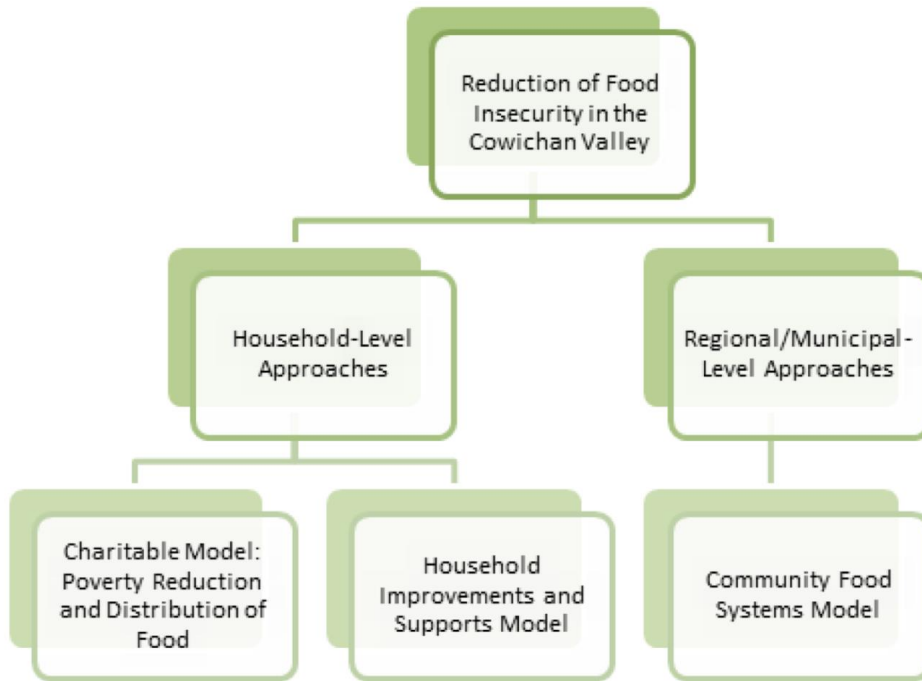 Reduction of Food
Insecurity in the
Cowichan Valley
Household-Level
Approaches
Regional/Municipal-
Level Approaches
Charitable Model:
Poverty Reduction
and Distribution of
Food
Household
Improvements and
Supports Model
Community Food
Systems Model